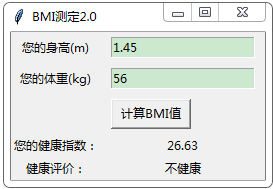 BMI测定2.0
您的身高(m) 1.45
您的体重(kg) 56
计算BMI值
您的健康指数： 26.63
健康评价： 不健康